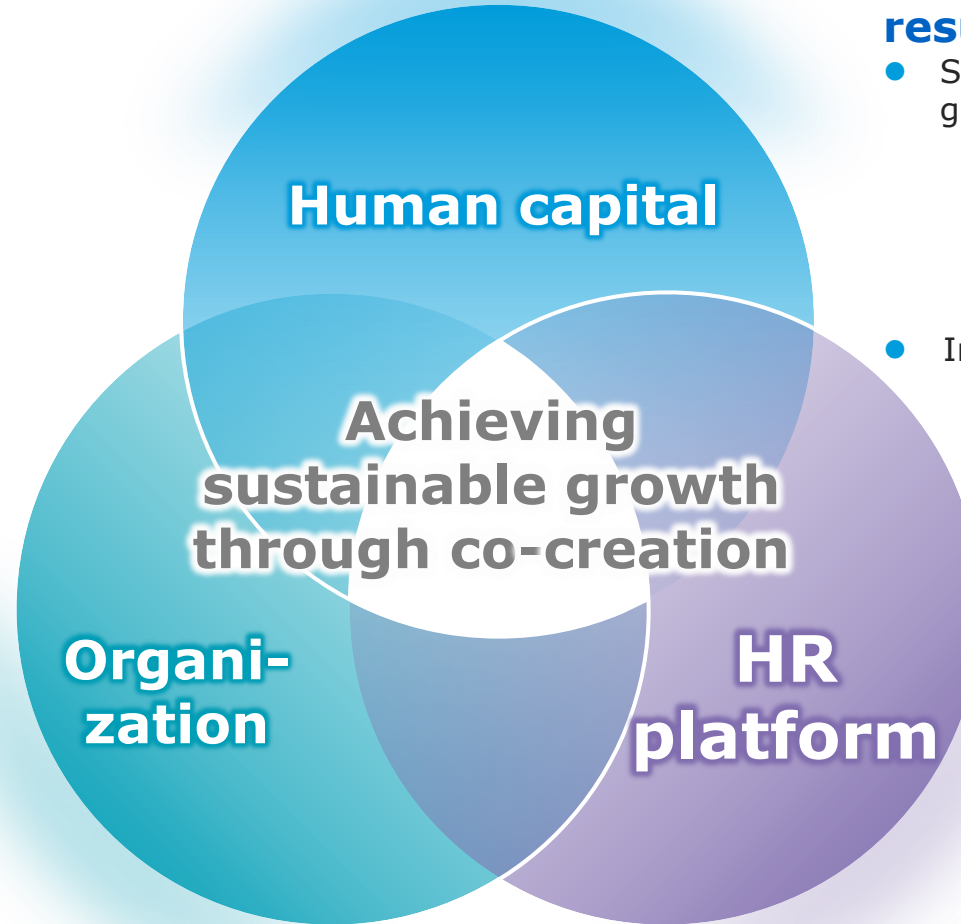 Human capital
Achieving
sustainable growth
through co-creation
Organi-
zation
HR
platform